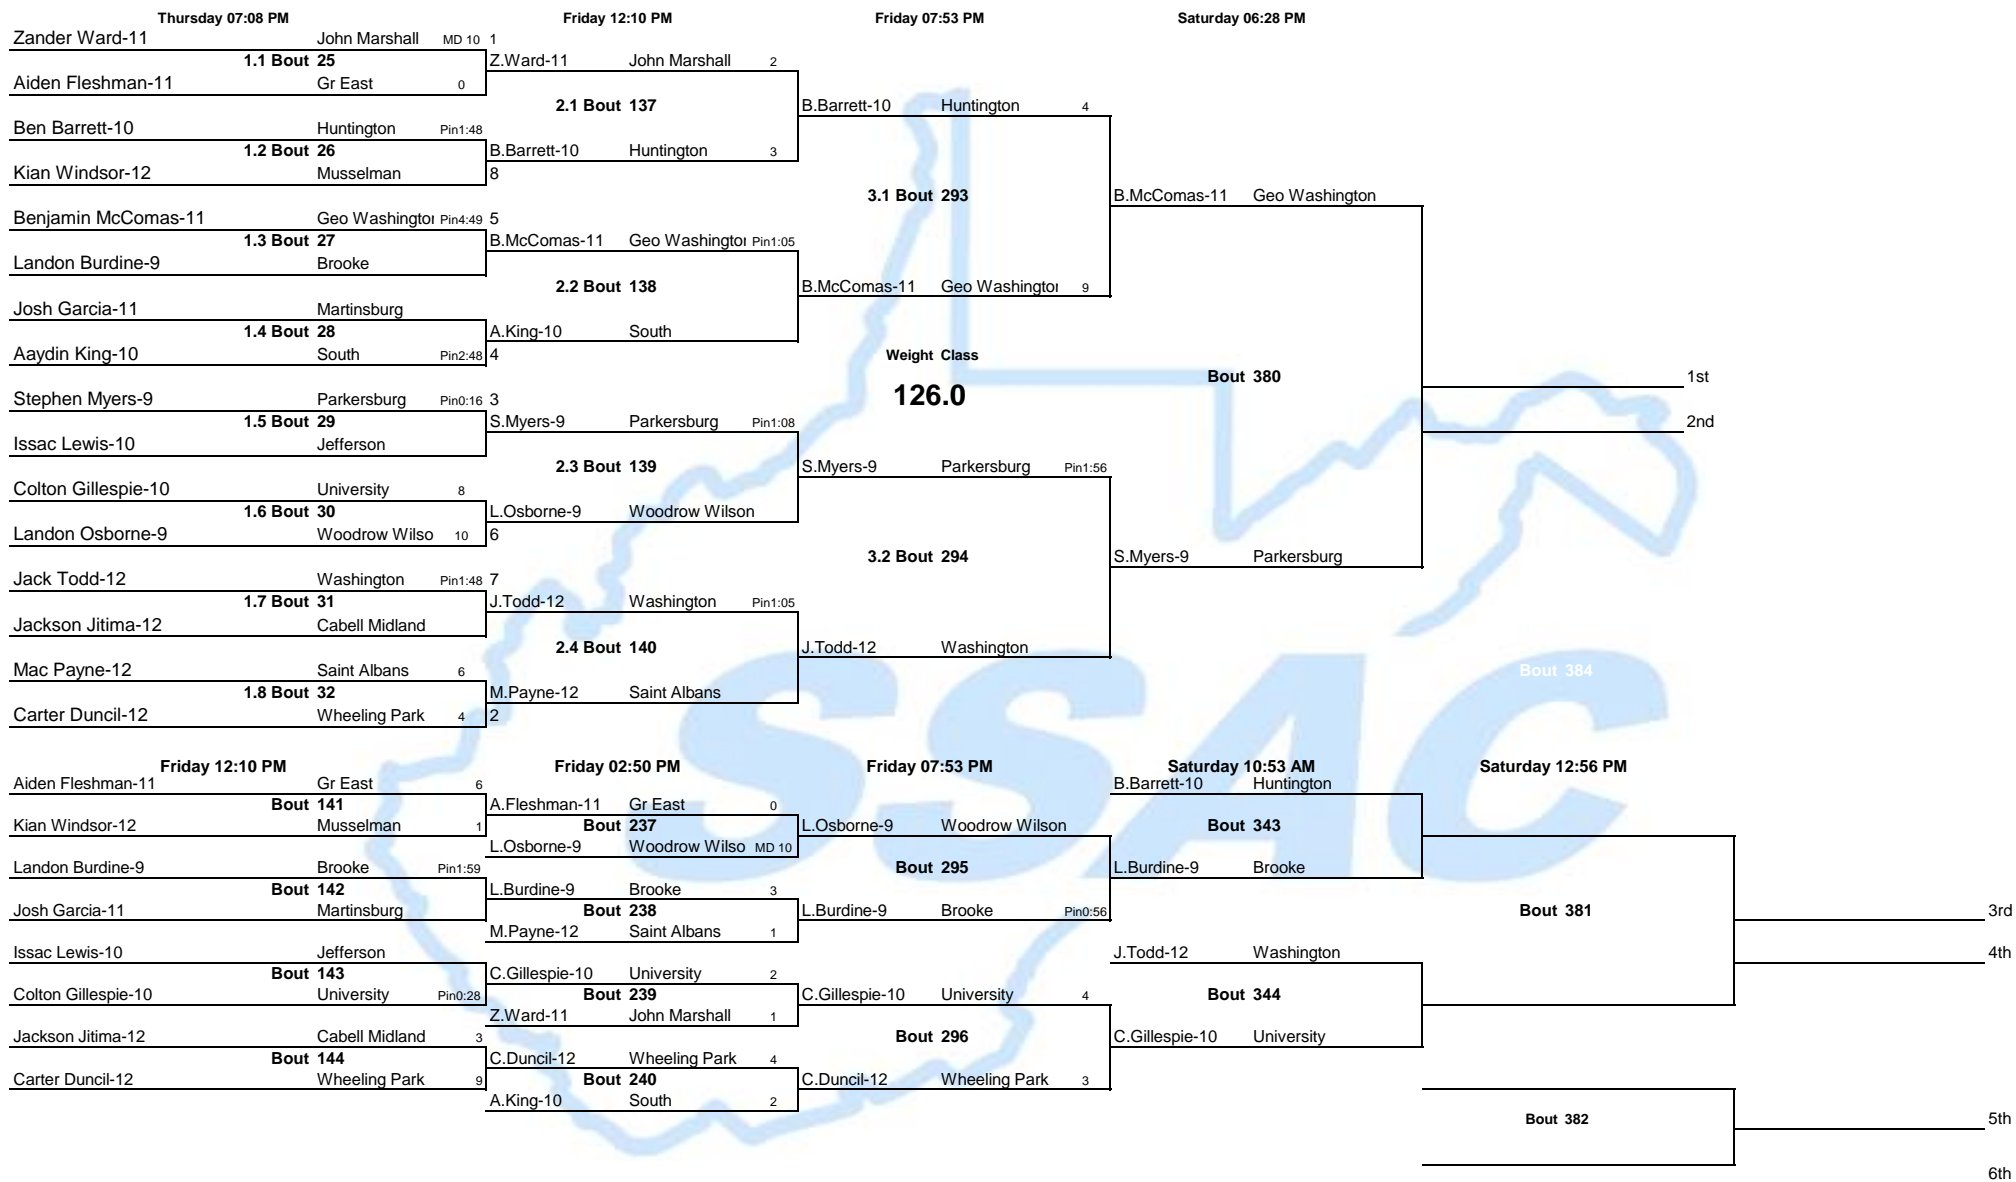 Thursday 07:08 PM Friday 12:10 PM Friday 07:53 PM Saturday 06:28 PM
Zander Ward-11 John Marshall MD 10 1
1.1 Bout 25 Z.Ward-11 John Marshall 2
Aiden Fleshman-11 Gr East 0
2.1 Bout 137 B.Barrett-10 Huntington 4
Ben Barrett-10 Huntington Pin1:48
1.2 Bout 26 B.Barrett-10 Huntington 3
Kian Windsor-12 Musselman 8
3.1 Bout 293 B.McComas-11 Geo Washington
Benjamin McComas-11 Geo Washingtor Pin4:49 5
1.3 Bout 27 B.McComas-11 Geo Washingtor Pin1:05
Landon Burdine-9 Brooke
2.2 Bout 138 B.McComas-11 Geo Washingtor 9
Josh Garcia-11 Martinsburg
1.4 Bout 28 A.King-10 South
Aaydin King-10 South Pin2:48 4
Weight Class
Bout 380 1st
126.0
Stephen Myers-9 Parkersburg Pin0:16 3
1.5 Bout 29 S.Myers-9 Parkersburg Pin1:08 2nd
Issac Lewis-10 Jefferson
2.3 Bout 139 S.Myers-9 Parkersburg Pin1:56
Colton Gillespie-10 University 8
1.6 Bout 30 L.Osborne-9 Woodrow Wilson
Landon Osborne-9 Woodrow Wilso 10 6
3.2 Bout 294 S.Myers-9 Parkersburg
Jack Todd-12 Washington Pin1:48 7
1.7 Bout 31 J.Todd-12 Washington Pin1:05
Jackson Jitima-12 Cabell Midland
2.4 Bout 140 J.Todd-12 Washington
Mac Payne-12 Saint Albans 6 Bout 384
1.8 Bout 32 M.Payne-12 Saint Albans
Carter Duncil-12 Wheeling Park 4 2
SSAC
Friday 12:10 PM Friday 02:50 PM Friday 07:53 PM Saturday 10:53 AM Saturday 12:56 PM
Aiden Fleshman-11 Gr East 6 B.Barrett-10 Huntington
Bout 141 A.Fleshman-11 Gr East 0
Kian Windsor-12 Musselman 1 Bout 237 L.Osborne-9 Woodrow Wilson Bout 343
L.Osborne-9 Woodrow Wilso MD 10
Landon Burdine-9 Brooke Pin1:59 Bout 295 L.Burdine-9 Brooke
Bout 142 L.Burdine-9 Brooke 3
Josh Garcia-11 Martinsburg Bout 238 L.Burdine-9 Brooke Pin0:56 Bout 381 3rd
M.Payne-12 Saint Albans 1
Issac Lewis-10 Jefferson J.Todd-12 Washington 4th
Bout 143 C.Gillespie-10 University 2
Colton Gillespie-10 University Pin0:28 Bout 239 C.Gillespie-10 University 4 Bout 344
Z.Ward-11 John Marshall 1
Jackson Jitima-12 Cabell Midland 3 Bout 296 C.Gillespie-10 University
Bout 144 C.Duncil-12 Wheeling Park 4
Carter Duncil-12 Wheeling Park 9 Bout 240 C.Duncil-12 Wheeling Park 3
A.King-10 South 2
Bout 382 5th
6th